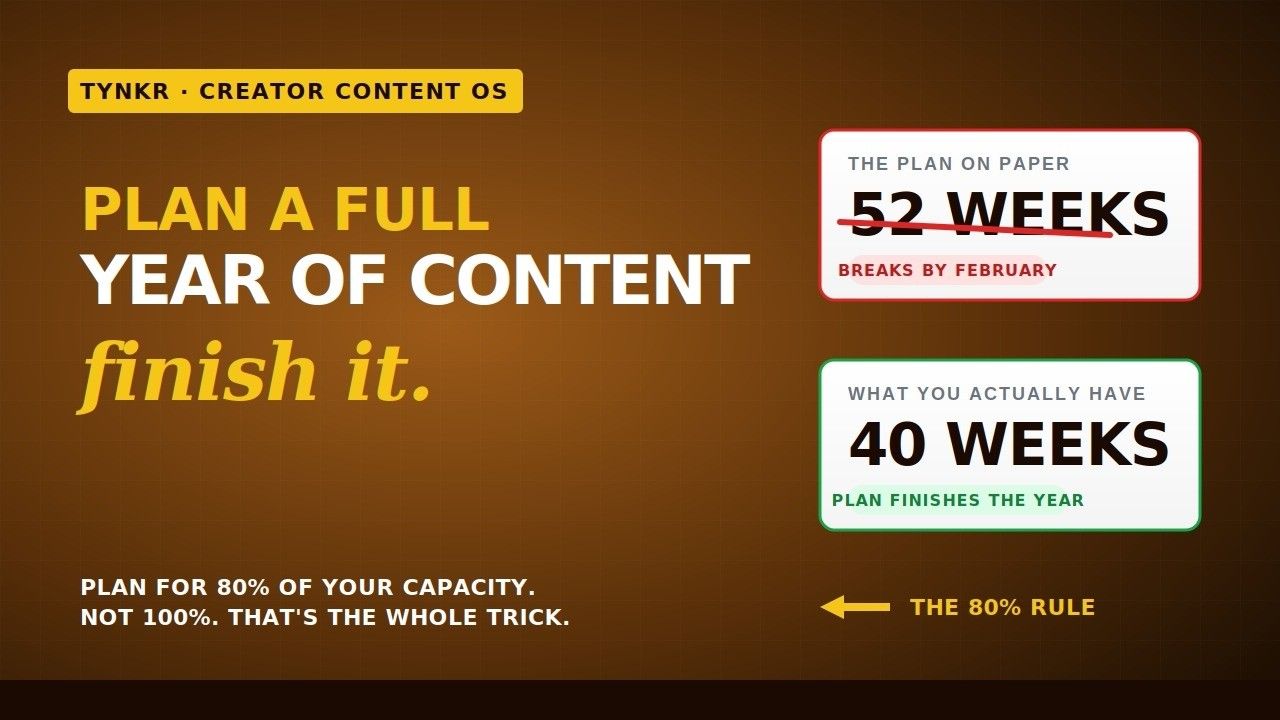 TYNKR · CREATOR CONTENT OS
PLAN A FULL
YEAR OF CONTENT
finish it.
PLAN FOR 80% OF YOUR CAPACITY.
NOT 100%. THAT'S THE WHOLE TRICK.
THE PLAN ON PAPER
52 WEEKS
BREAKS BY FEBRUARY
WHAT YOU ACTUALLY HAVE
40 WEEKS
PLAN FINISHES THE YEAR
THE 80% RULE